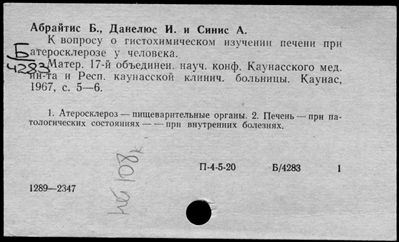 Абрайтис Б., Данелюс И. и Синис А.
К вопросу о гистохимическом изучении печени при
Б атеросклерозе у человека.
4283 Матер. 17-й объединен. науч. конф. Каунасского мед.
ин-та и Респ. каунасской клинич. больницы. Каунас,
1967, с. 5—6.
1. Атеросклероз — пищеварительные органы. 2. Печень — при па-
тологических состояниях — — при внутренних болезнях.
П-4-5-20 Б/4283 1
1289—2347